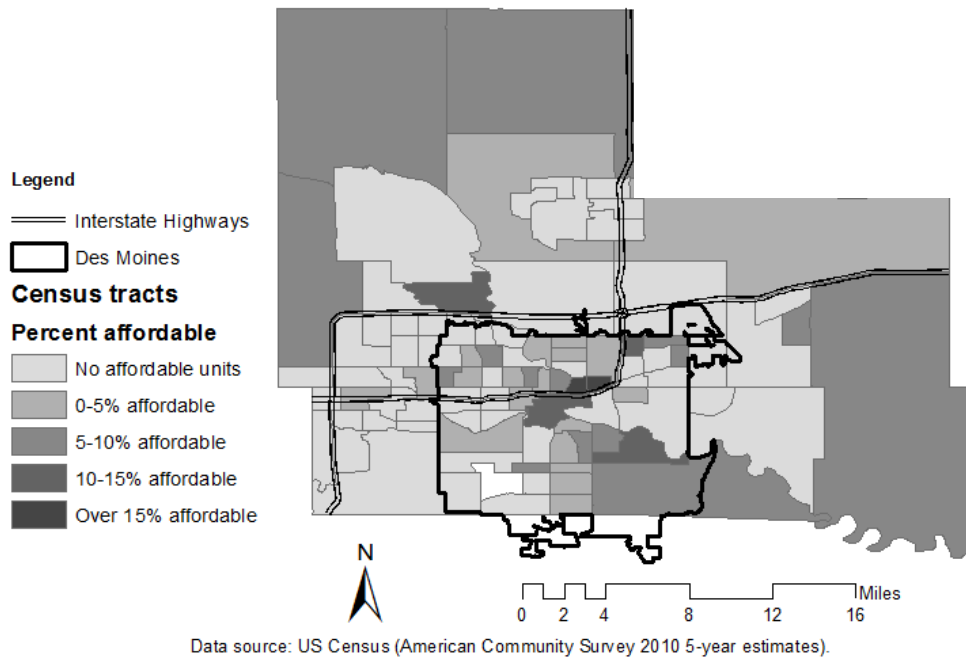 Legend
Interstate Highways
Des Moines
Census tracts
Percent affordable
No affordable units
0-5% affordable
5-10% affordable
10-15% affordable
Over 15% affordable
N
Miles
0 2 4 8 12 16
Data source: US Census (American Community Survey 2010 5-year estimates).